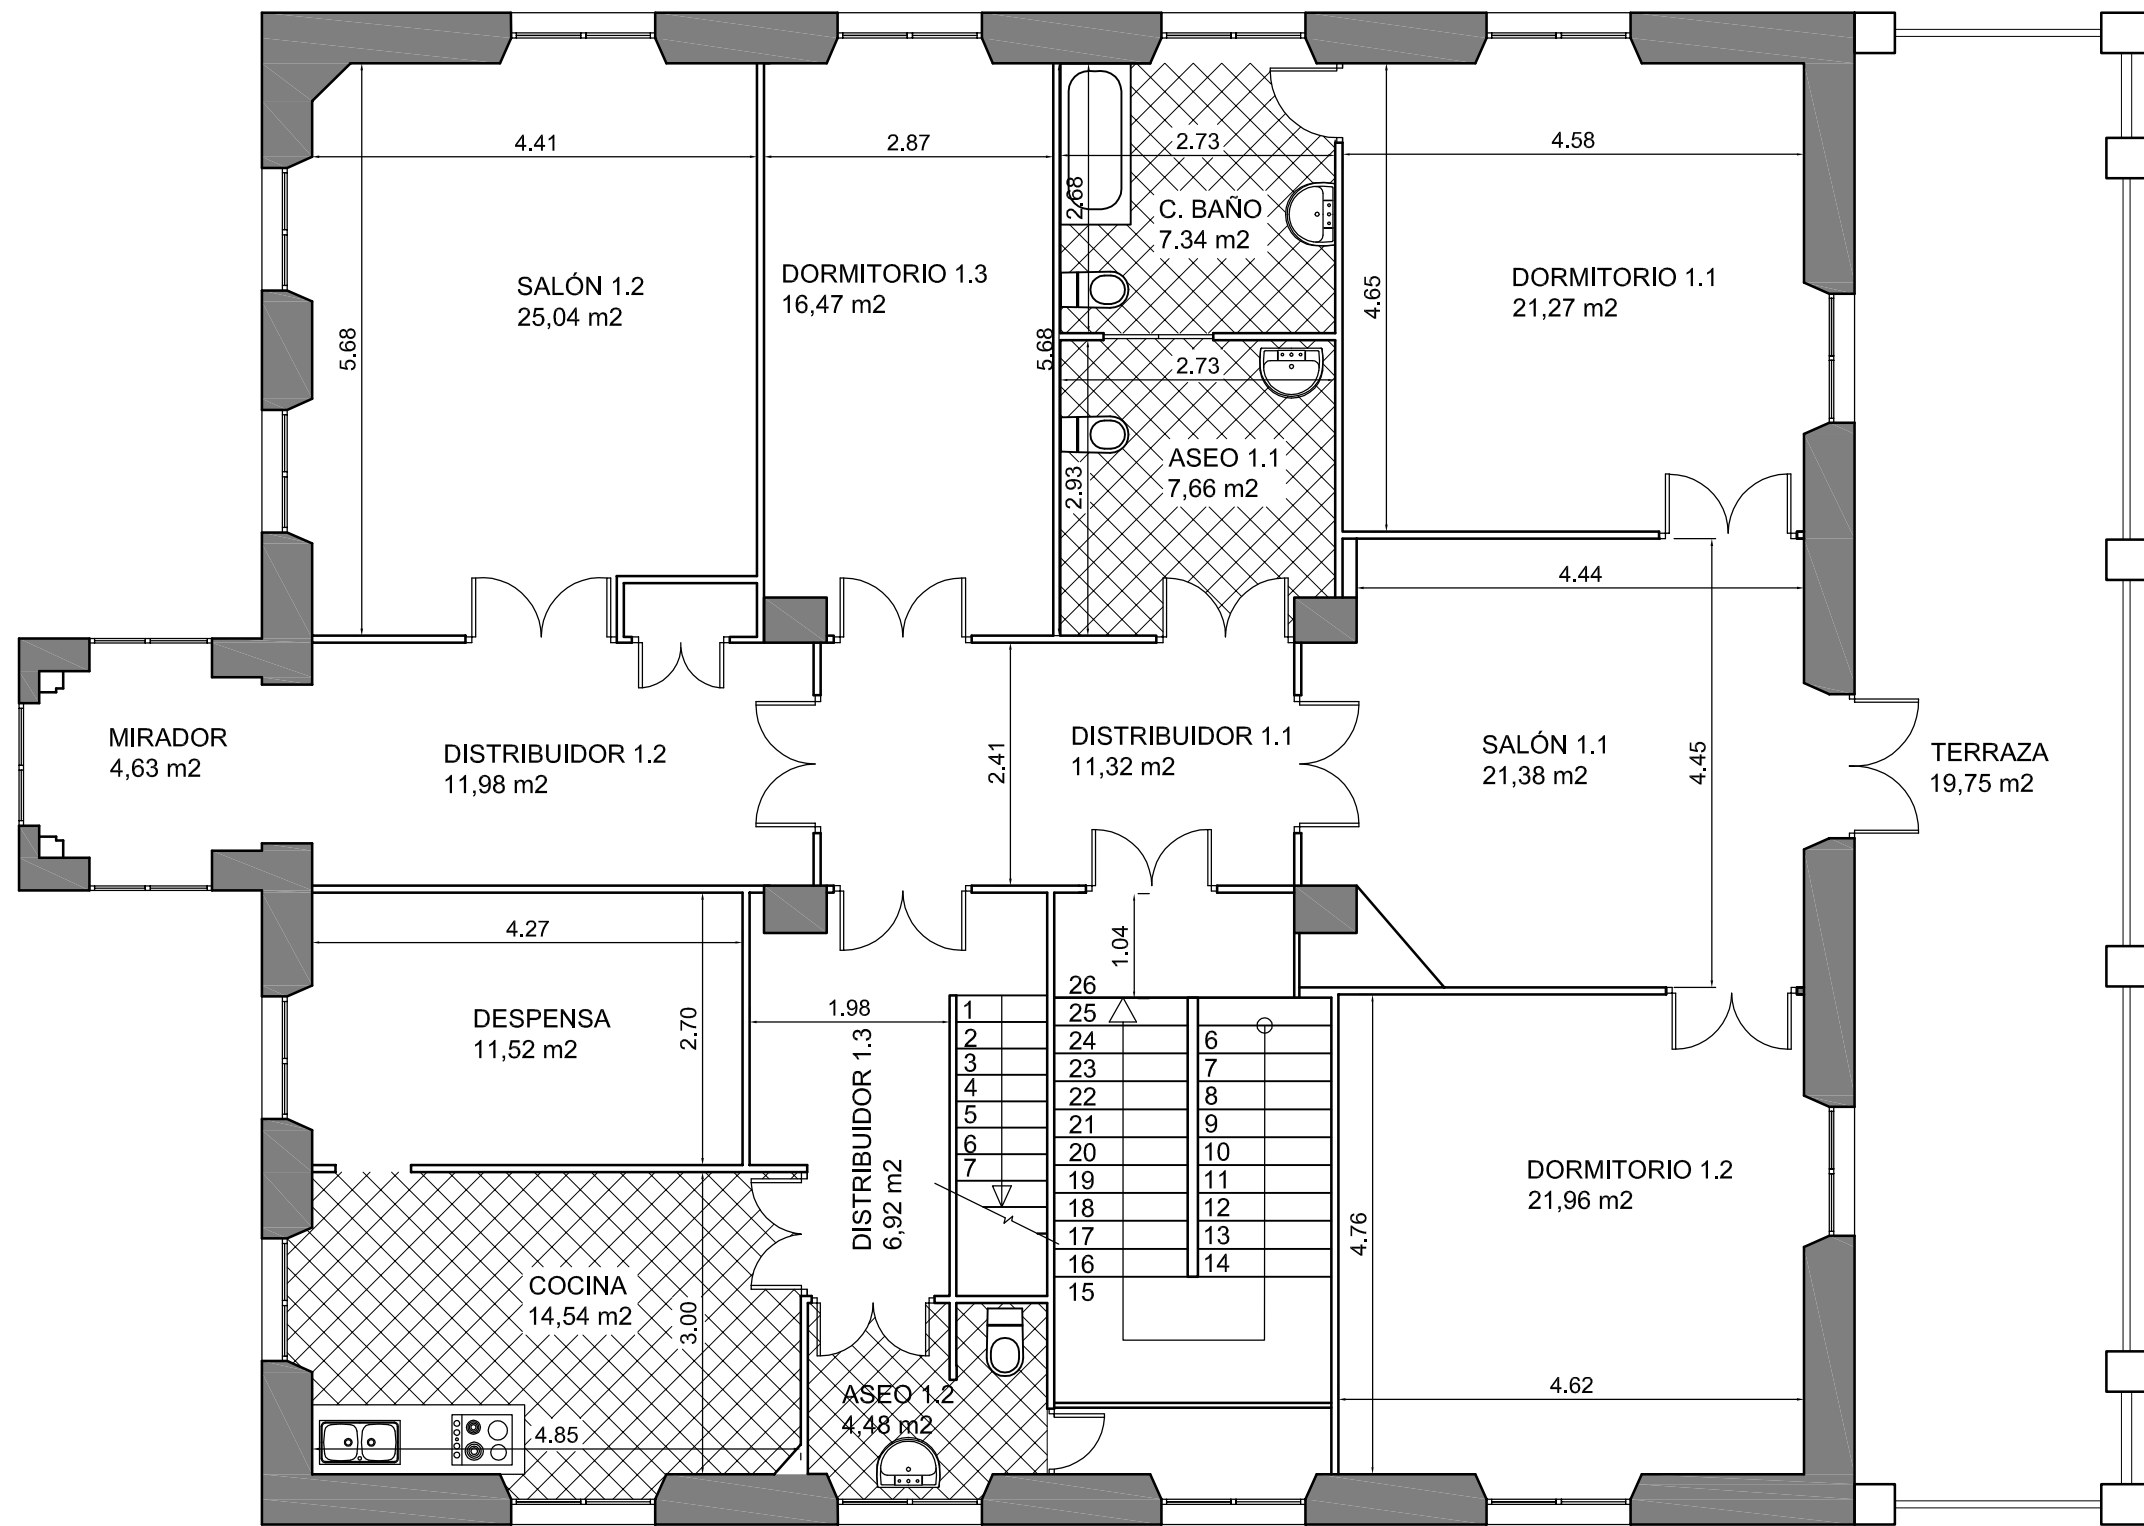 4.41
2.87
2.73
4.58
2.68
C. BAÑO
7.34 m2
SALÓN 1.2
25,04 m2
DORMITORIO 1.3
16,47 m2
DORMITORIO 1.1
21,27 m2
5.68
5.68
4.65
2.73
ASEO 1.1
7,66 m2
2.93
4.44
MIRADOR
4,63 m2
DISTRIBUIDOR 1.2
11,98 m2
2.41
DISTRIBUIDOR 1.1
11,32 m2
SALÓN 1.1
21,38 m2
4.45
TERRAZA
19,75 m2
4.27
1.04
DESPENSA
11,52 m2
2.70
1.98
DISTRIBUIDOR 1.3
6,92 m2
1
2
3
4
5
6
7
26
25
24
23
22
21
20
19
18
17
16
15
6
7
8
9
10
11
12
13
14
DORMITORIO 1.2
21,96 m2
4.76
COCINA
14,54 m2
3.00
ASEO 1.2
4,48 m2
4.62
4.85